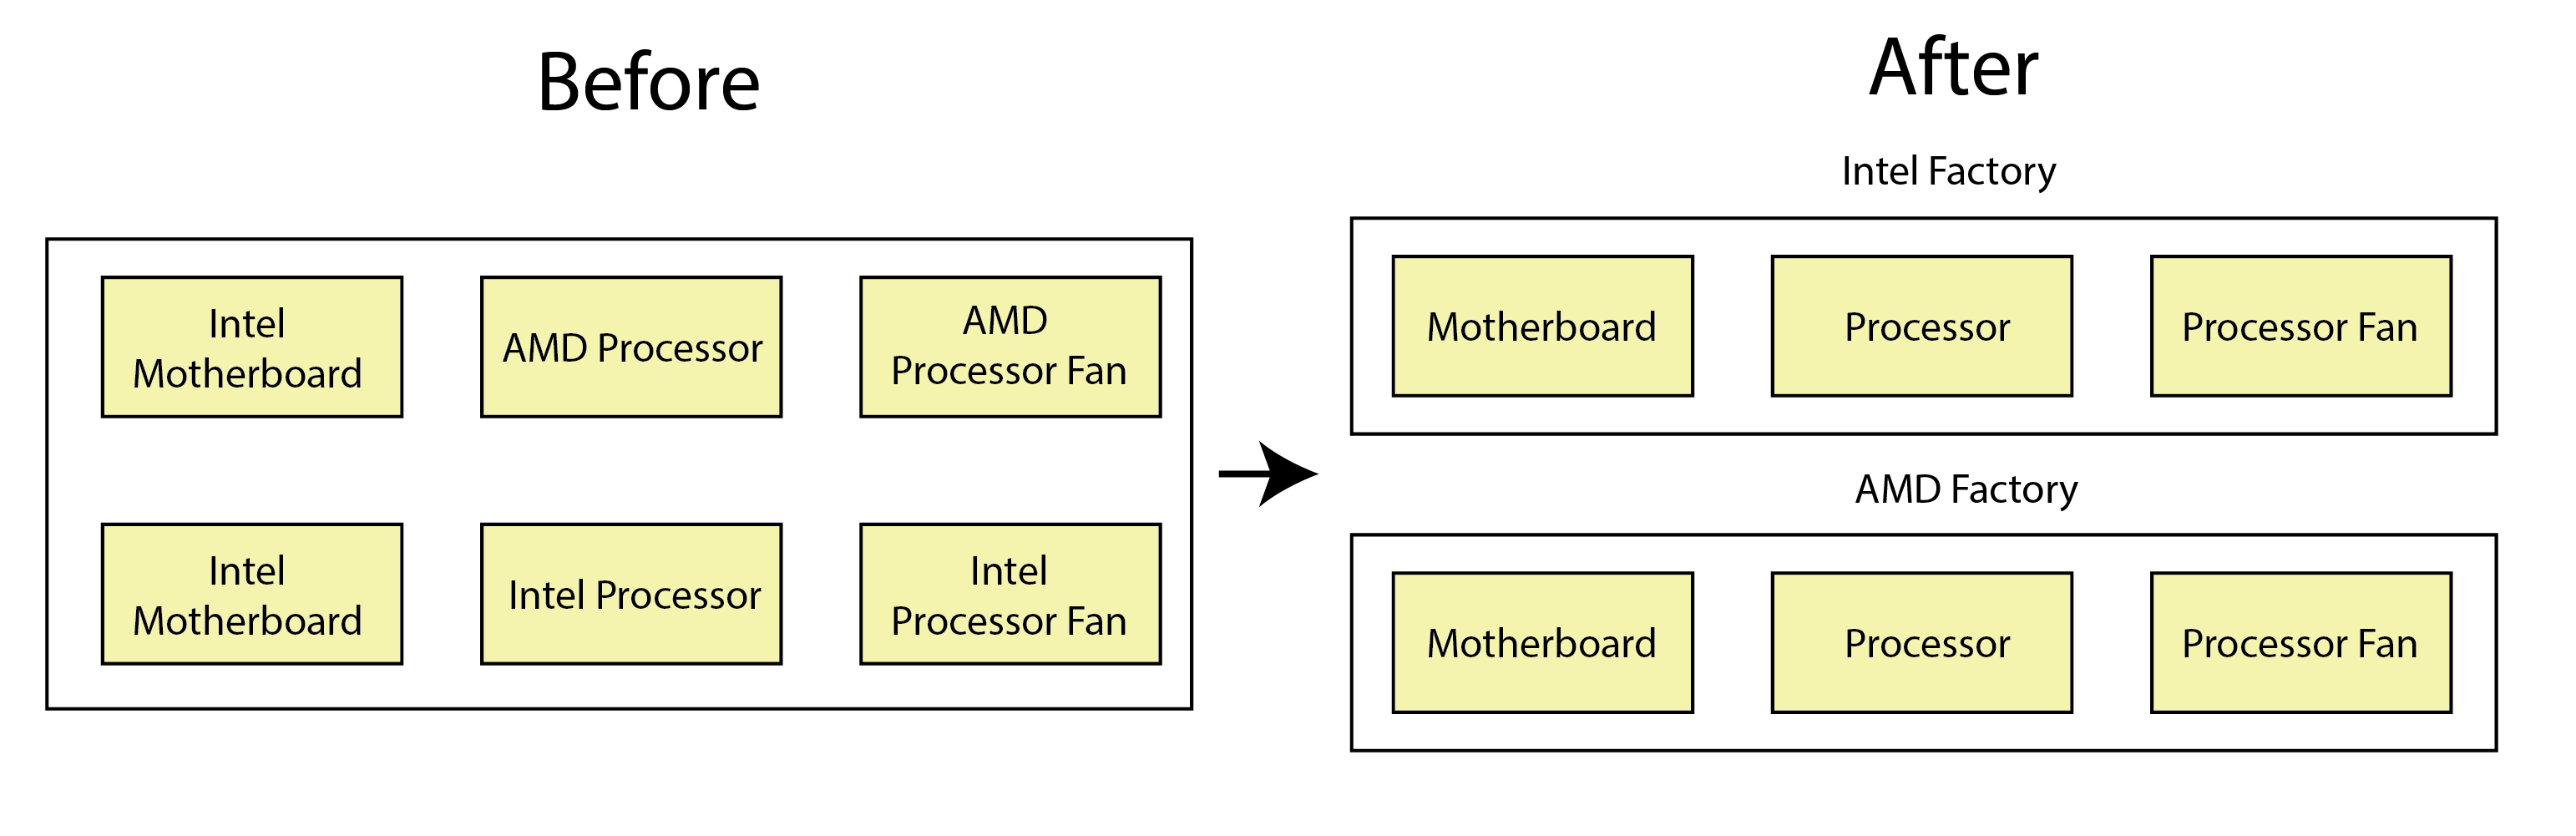 Before
Intel
Motherboard
AMD Processor
AMD
Processor Fan
Intel
Motherboard
Intel Processor
Intel
Processor Fan
After
Intel Factory
Motherboard
Processor
Processor Fan
AMD Factory
Motherboard
Processor
Processor Fan